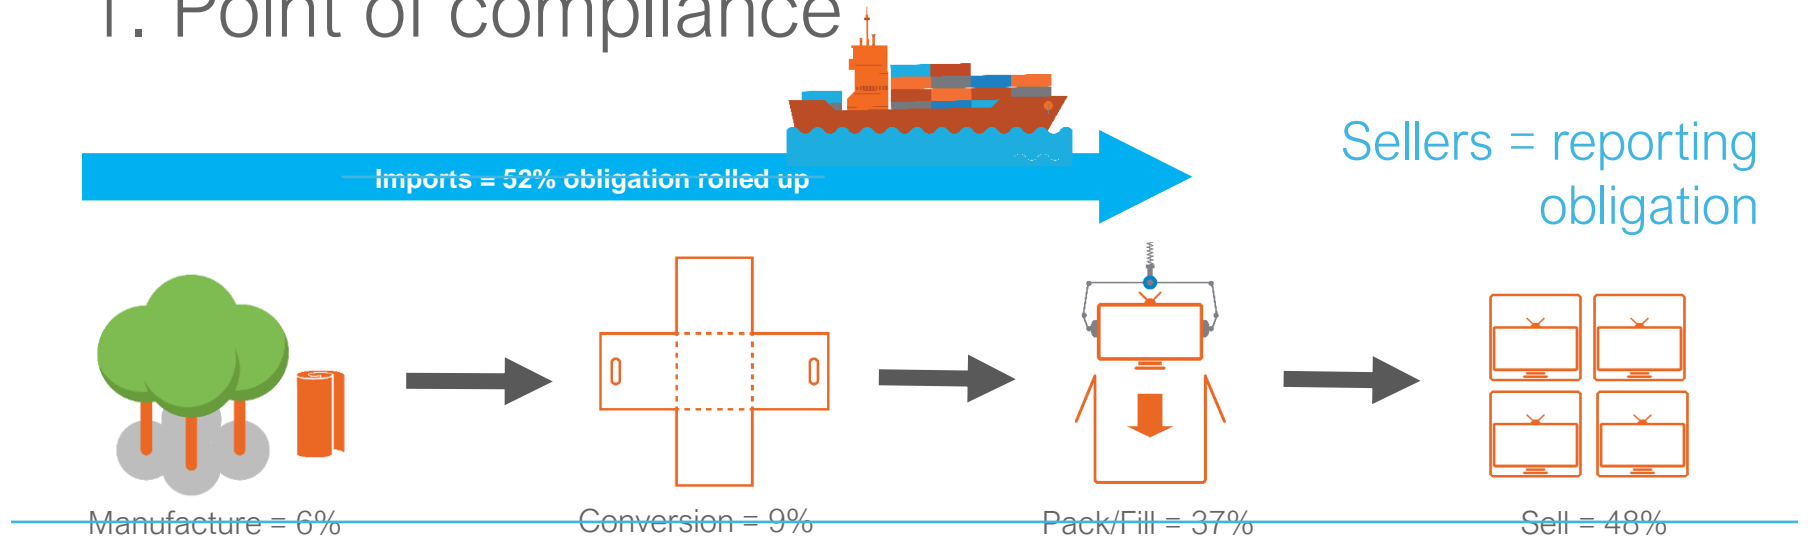 1. Point of compliance
Imports = 52% obligation rolled up
Sellers = reporting
obligation
Manufacture = 6%
Conversion = 9%
Pack/Fill = 37%
Sell = 48%